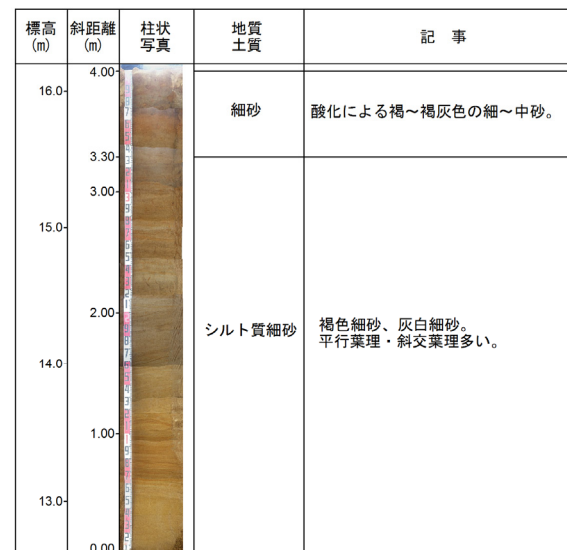 標高 斜距離 柱状 地質
(m) (m) 写真 土質 記 事
4.00
16.0
細砂 酸化による褐～褐灰色の細～中砂。
3.30
3.00
15.0
2.00
シルト質細砂 褐色細砂、灰白細砂。
平行葉理・斜交葉理多い。
14.0
1.00
13.0
0.00